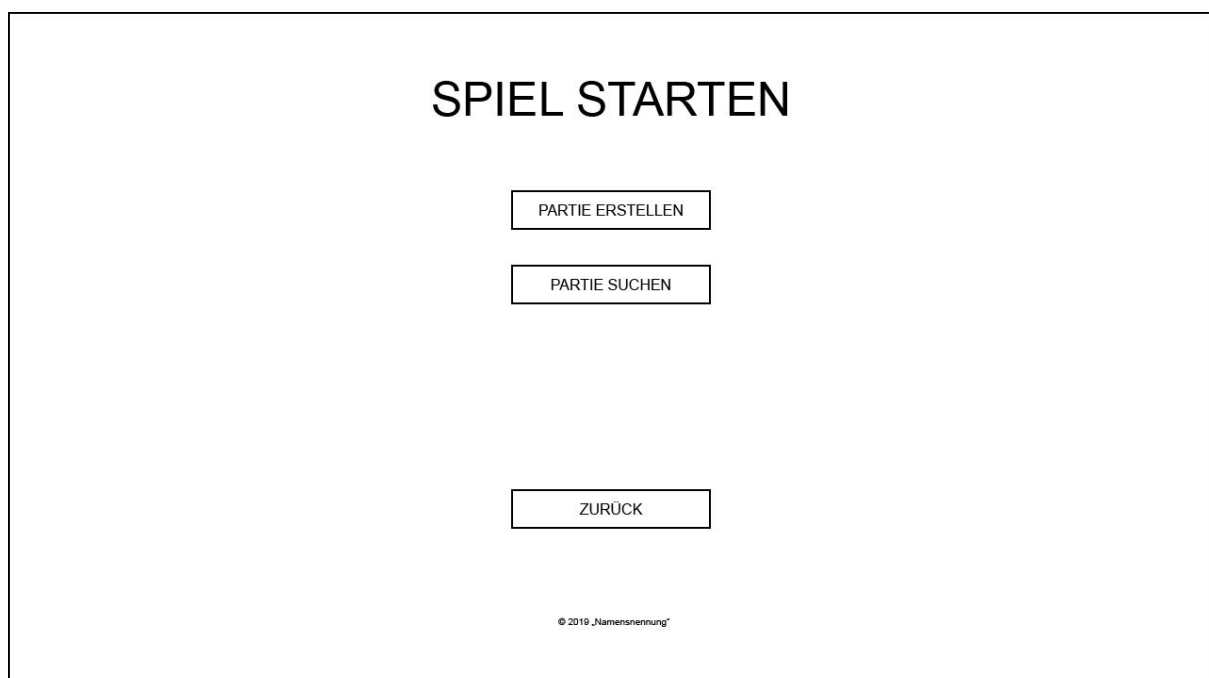 SPIEL STARTEN
PARTIE ERSTELLEN
PARTIE SUCHEN
ZURÜCK
© 2019 „Namensnennung“